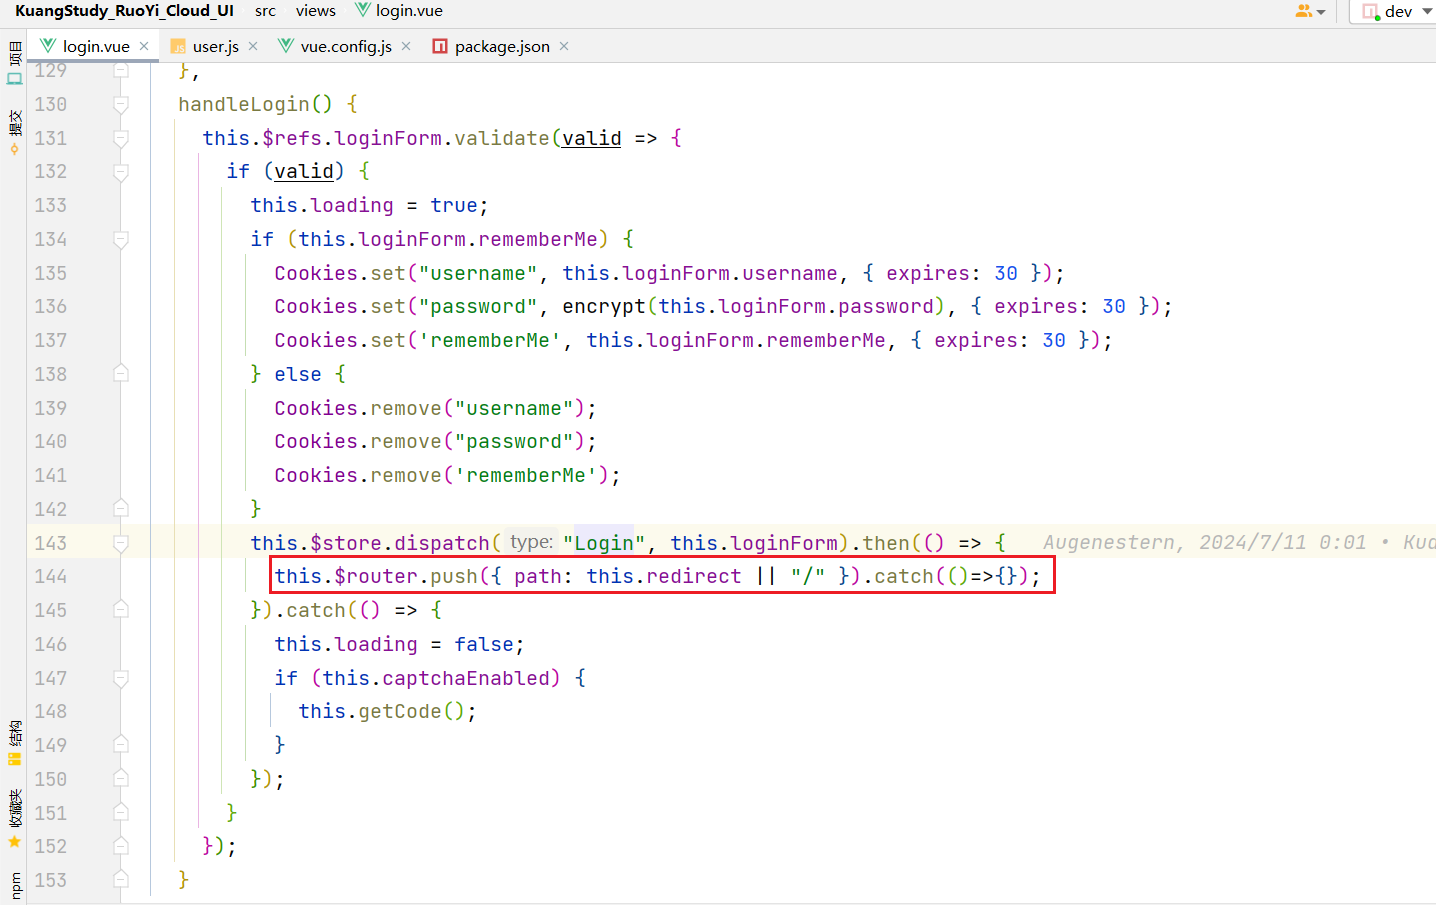 KuangStudy_RuoYi_Cloud_UI src views login.vue dev
login.vue user.js vue.config.js package.json
项目
提交
结构
收藏夹
npm
129 },
130 handleLogin() {
131 this.$refs.loginForm.validate(valid => {
132 if (valid) {
133 this.loading = true;
134 if (this.loginForm.rememberMe) {
135 Cookies.set("username", this.loginForm.username, { expires: 30 });
136 Cookies.set("password", encrypt(this.loginForm.password), { expires: 30 });
137 Cookies.set('rememberMe', this.loginForm.rememberMe, { expires: 30 });
138 } else {
139 Cookies.remove("username");
140 Cookies.remove("password");
141 Cookies.remove('rememberMe');
142 }
143 this.$store.dispatch( type: "Login", this.loginForm).then(() => { Augenestern, 2024/7/11 0:01 • Kua
144 this.$router.push({ path: this.redirect || "/" }).catch(()=>{});
145 }).catch(() => {
146 this.loading = false;
147 if (this.captchaEnabled) {
148 this.getCode();
149 }
150 });
151 }
152 });
153 }